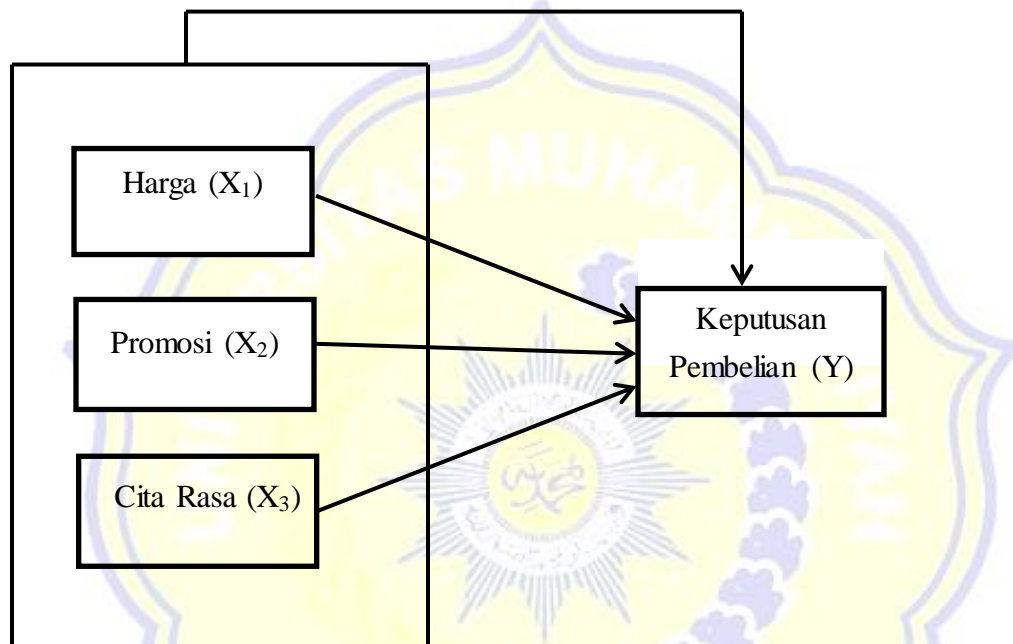 Harga (X₁)
Promosi (X₂)
Cita Rasa (X₃)
Keputusan
Pembelian (Y)